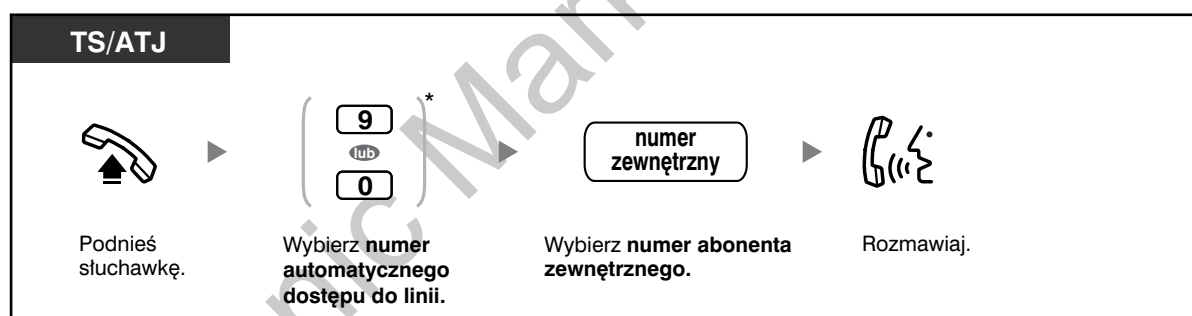 TS/ATJ
9
*
lub
0
numer
zewnętrzny
Podnieś
słuchawkę.
Wybierz numer
automatycznego
dostępu do linii.
Wybierz numer abonenta
zewnętrznego.
Rozmawiaj.